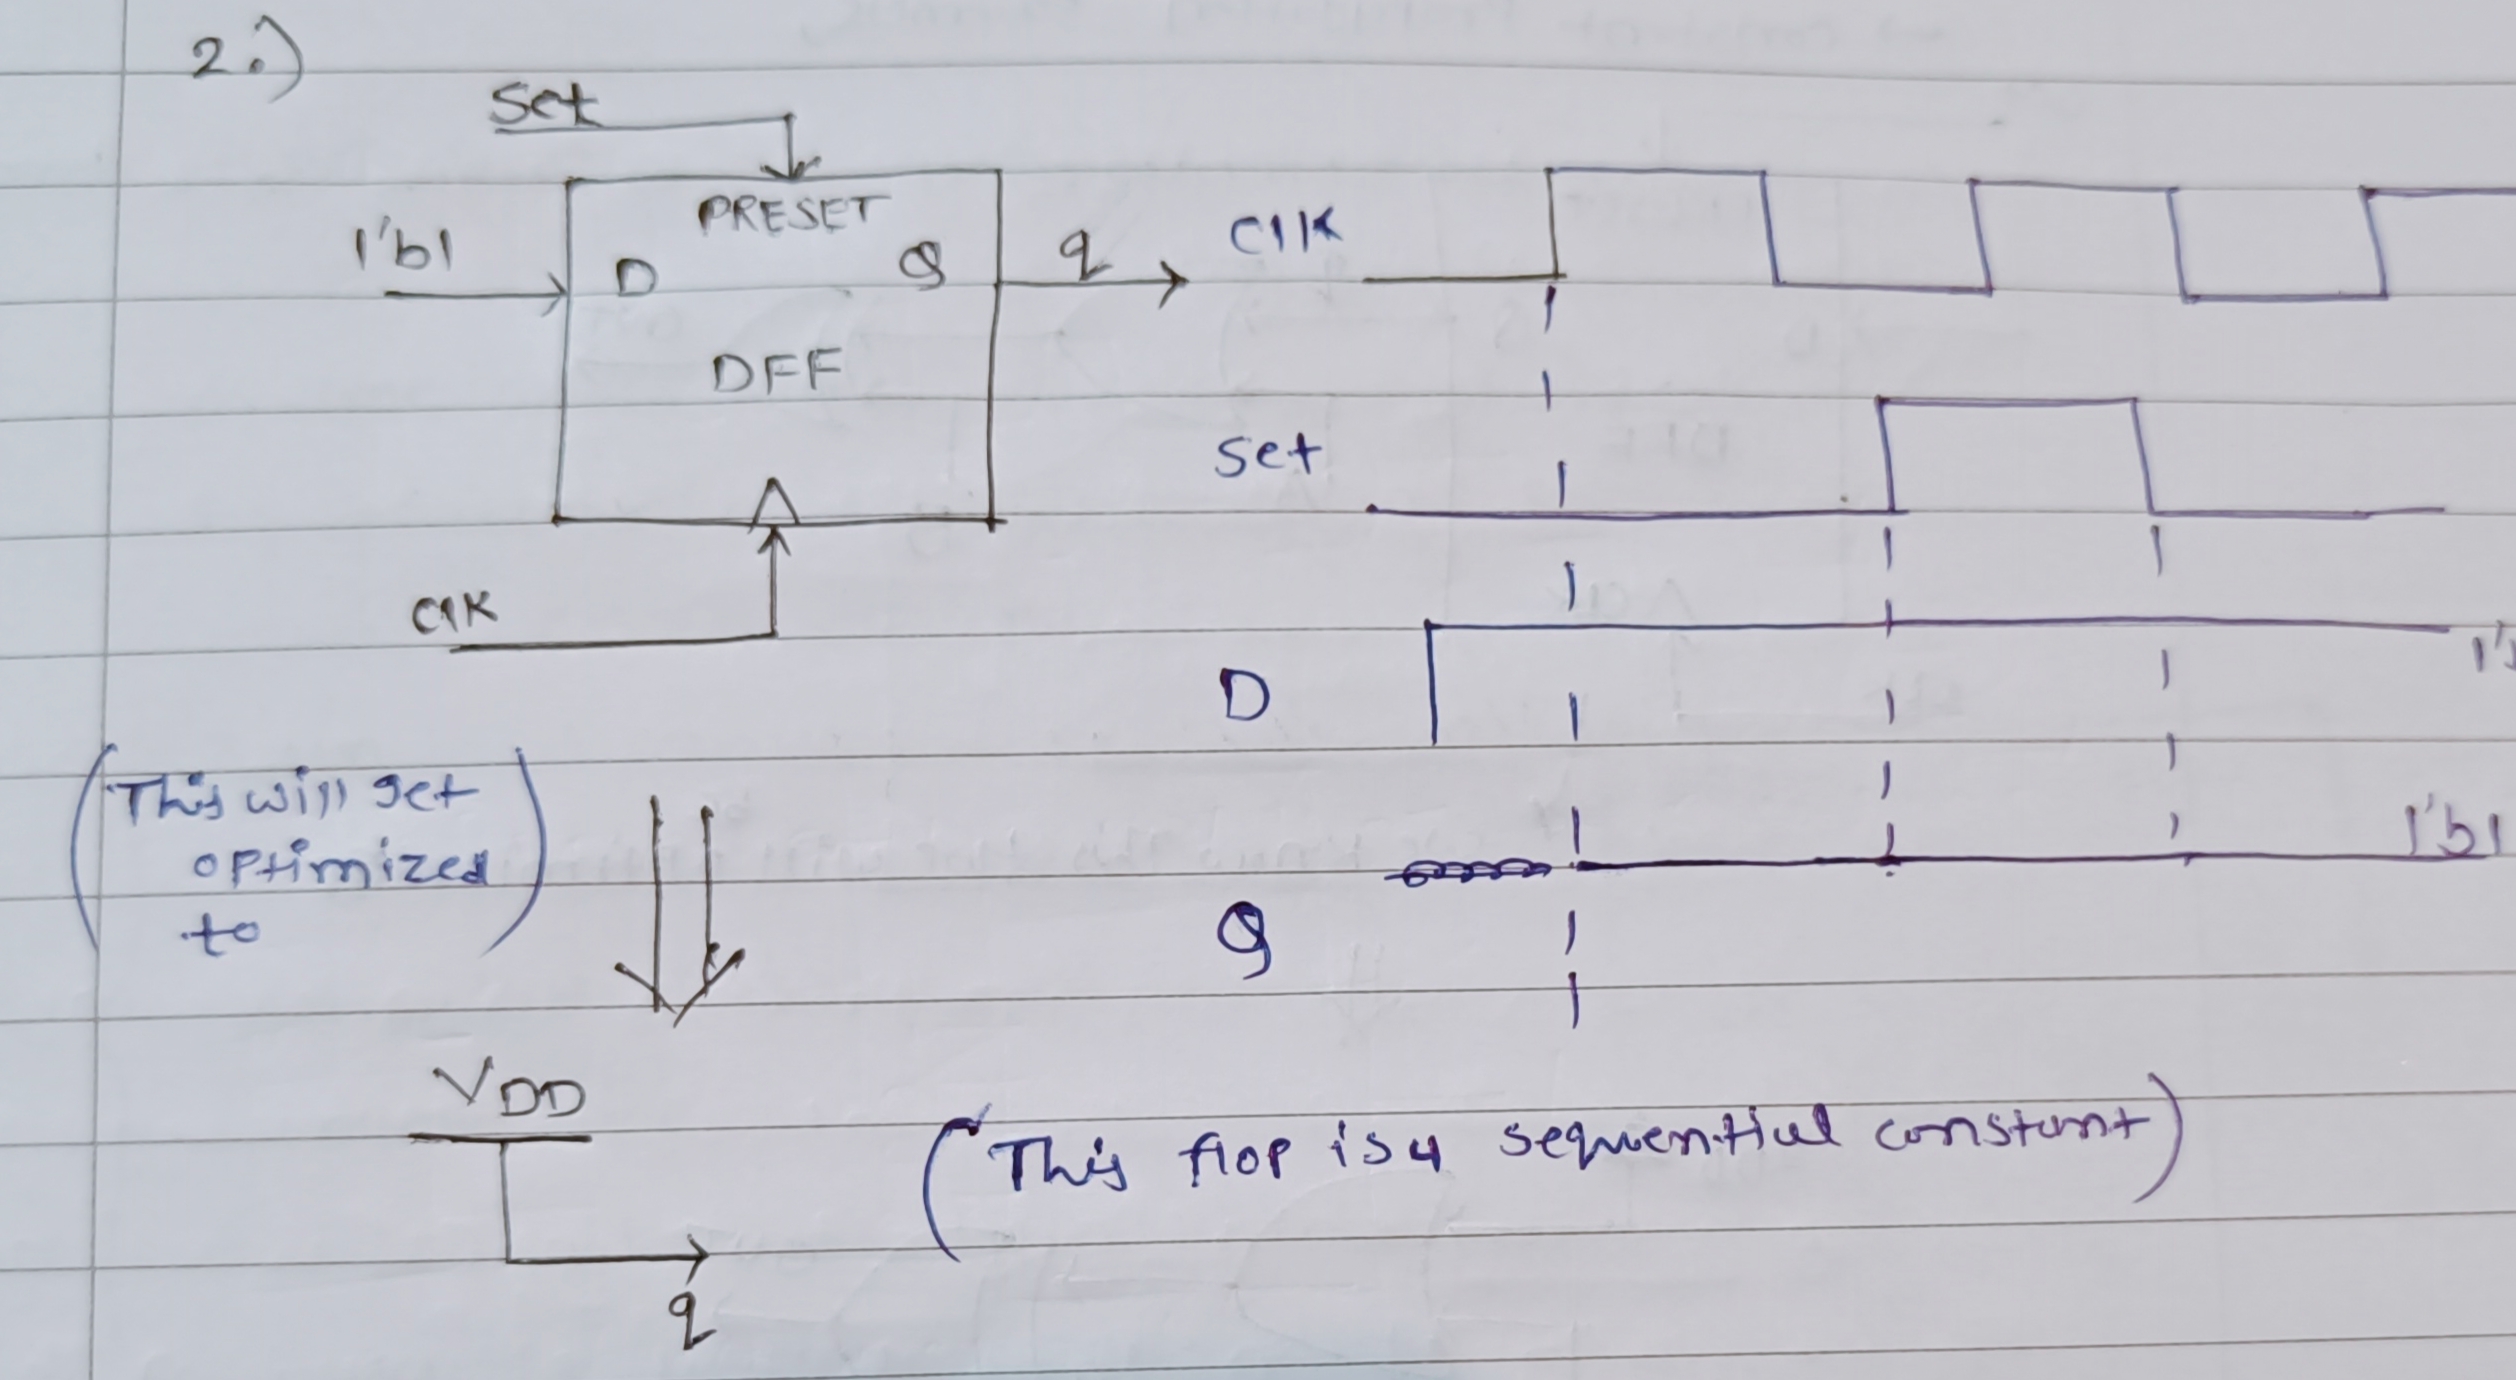 2.)
Set
PRESET
1'b1
D
Q
q
DFF
clk
clk
Set
D
1'b1
Q
(This will get
optimized
to)
VDD
q
(This flop is a sequential constant)